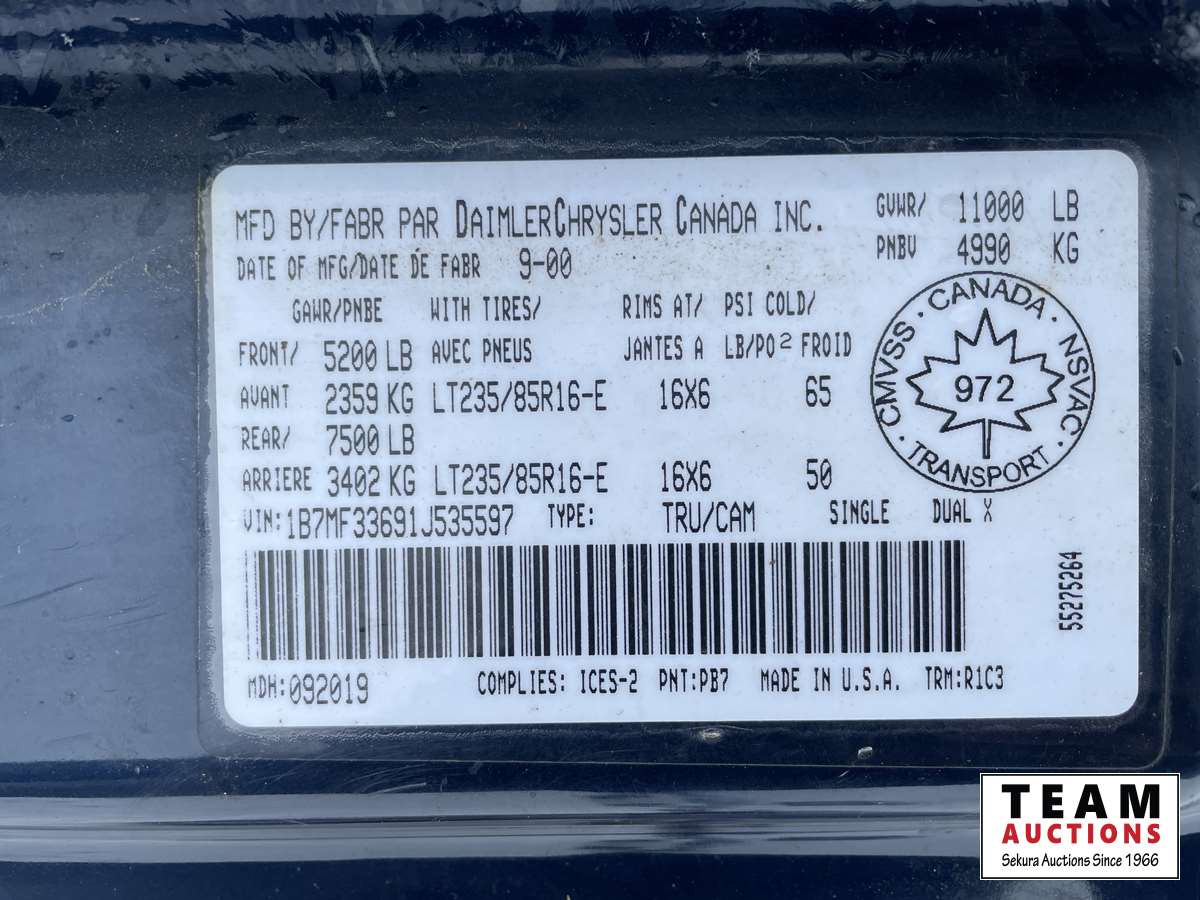 MFD BY/FABR PAR DAIMLERCHRYSLER CANADA INC.
GVWR/ 11000 LB
PNBV 4990 KG
DATE OF MFG/DATE DE FABR 9-00
GAWR/PNBE WITH TIRES/ RIMS AT/ PSI COLD/
FRONT/ 5200 LB AVEC PNEUS JANTES A LB/PO² FROID
AVANT 2359 KG LT235/85R16-E 16X6 65
REAR/ 7500 LB
ARRIERE 3402 KG LT235/85R16-E 16X6 50
CANADA · NSVAC · TRANSPORT · CMVSS ·
972
VIN: 1B7MF33691J535597 TYPE: TRU/CAM SINGLE DUAL X
55275264
MDH: 092019 COMPLIES: ICES-2 PNT:PB7 MADE IN U.S.A. TRM:R1C3
TEAM
AUCTIONS
Sekura Auctions Since 1966